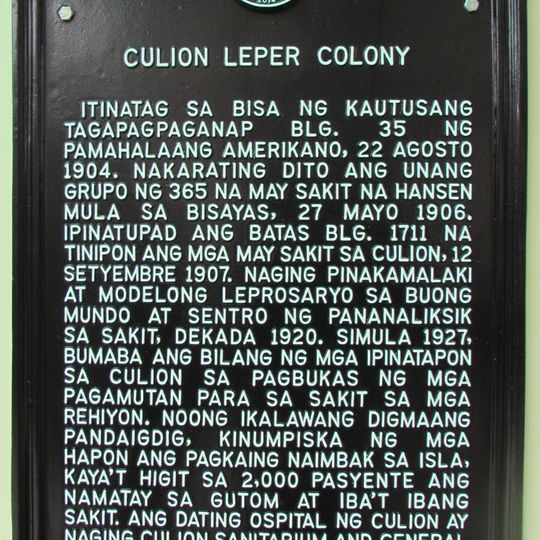 2014
CULION LEPER COLONY
ITINATAG SA BISA NG KAUTUSANG
TAGAPAGPAGANAP BLG. 35 NG
PAMAHALAANG AMERIKANO, 22 AGOSTO
1904. NAKARATING DITO ANG UNANG
GRUPO NG 365 NA MAY SAKIT NA HANSEN
MULA SA BISAYAS, 27 MAYO 1906.
IPINATUPAD ANG BATAS BLG. 1711 NA
TINIPON ANG MGA MAY SAKIT SA CULION, 12
SETYEMBRE 1907. NAGING PINAKAMALAKI
AT MODELONG LEPROSARYO SA BUONG
MUNDO AT SENTRO NG PANANALIKSIK
SA SAKIT, DEKADA 1920. SIMULA 1927,
BUMABA ANG BILANG NG MGA IPINATAPON
SA CULION SA PAGBUKAS NG MGA
PAGAMUTAN PARA SA SAKIT SA MGA
REHIYON. NOONG IKALAWANG DIGMAANG
PANDAIGDIG, KINUMPISKA NG MGA
HAPON ANG PAGKAING NAIMBAK SA ISLA,
KAYA'T HIGIT SA 2,000 PASYENTE ANG
NAMATAY SA GUTOM AT IBA'T IBANG
SAKIT. ANG DATING OSPITAL NG CULION AY
NAGING CULION SANITARIUM AND GENERAL